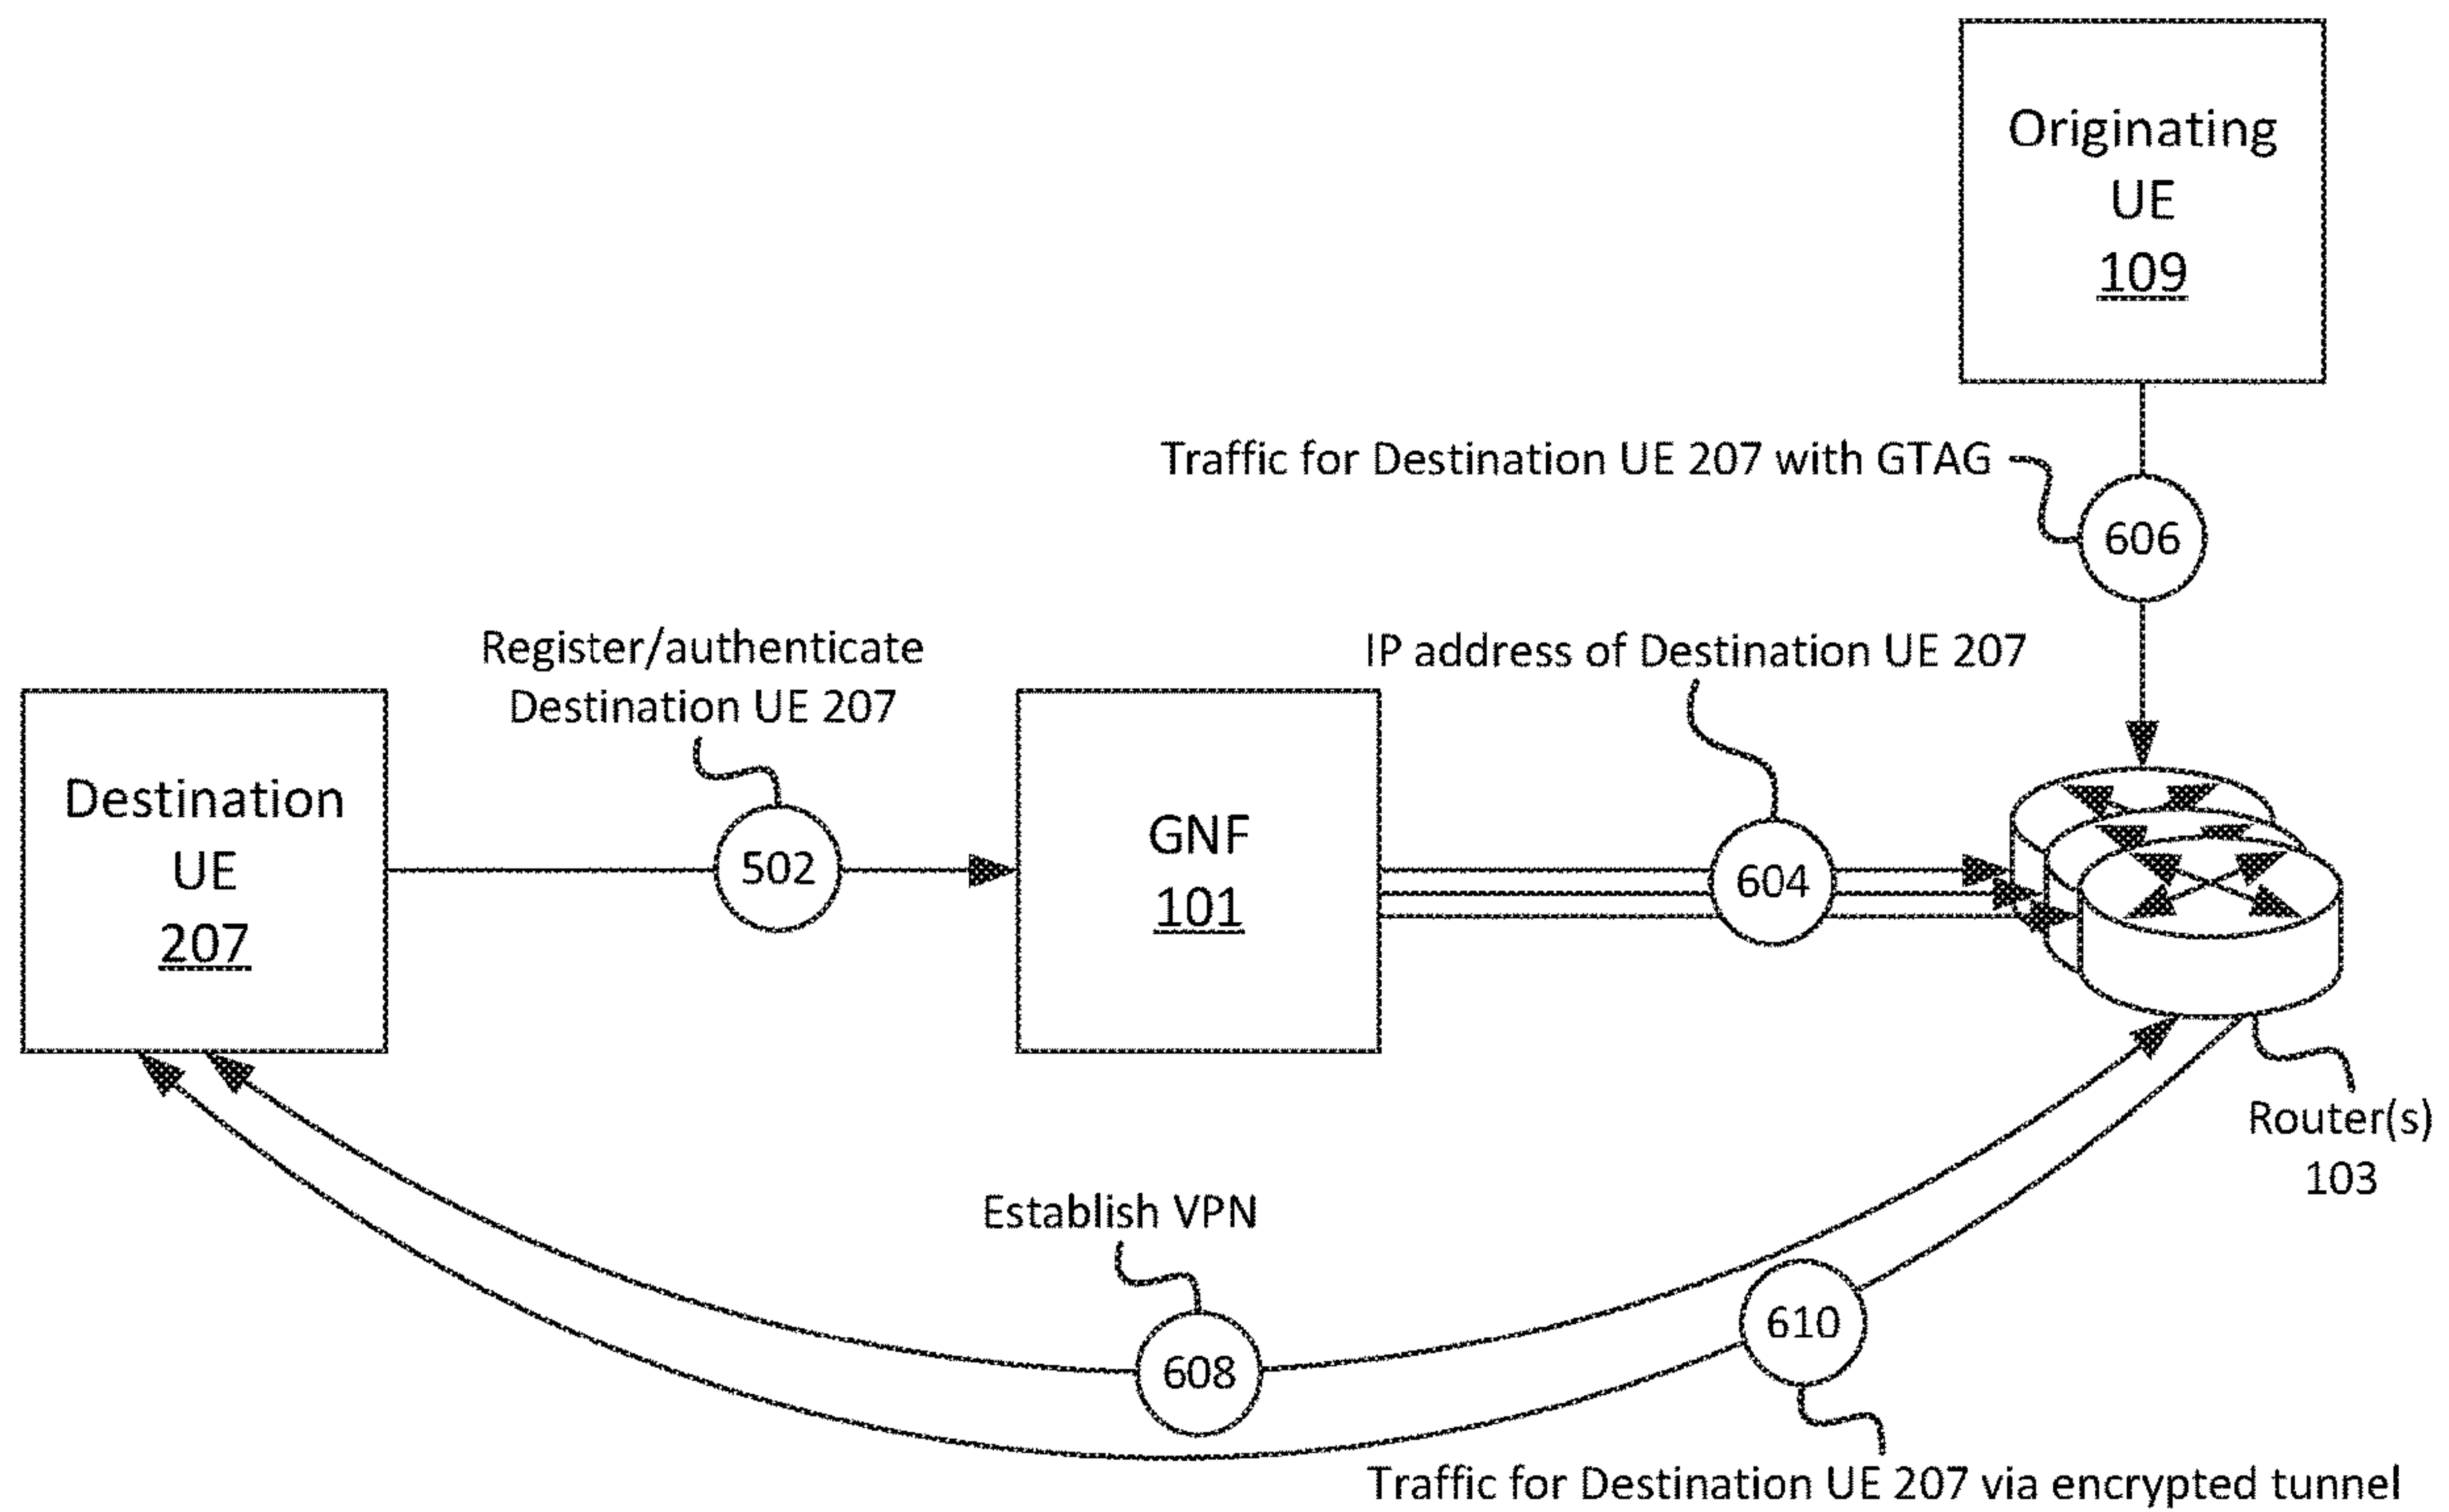 Originating
UE
109
Traffic for Destination UE 207 with GTAG
606
Register/authenticate
Destination UE 207
IP address of Destination UE 207
Destination
UE
207
502
GNF
101
604
Router(s)
103
Establish VPN
608
610
Traffic for Destination UE 207 via encrypted tunnel